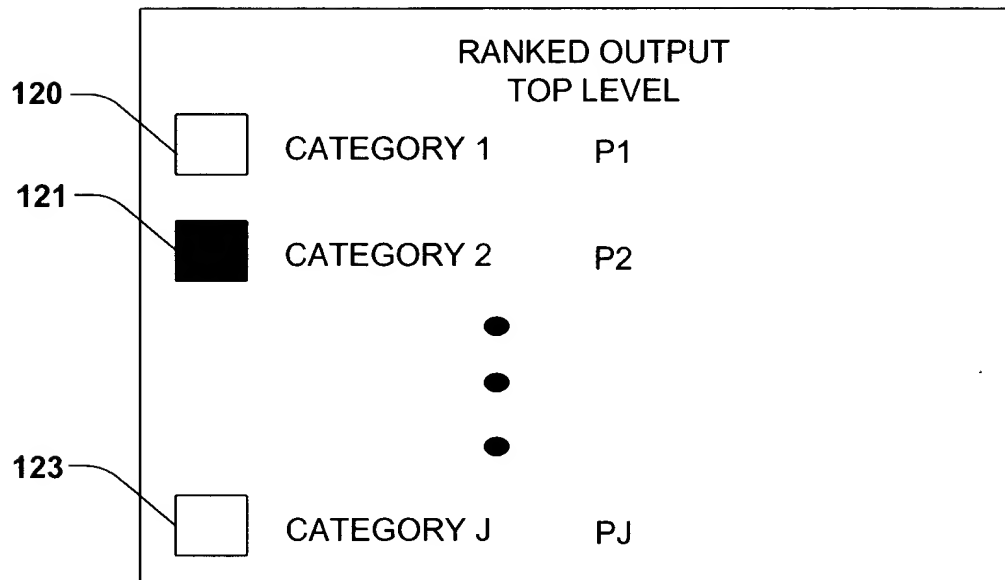 RANKED OUTPUT
TOP LEVEL
120
CATEGORY 1 P1
121
CATEGORY 2 P2
123
CATEGORY J PJ